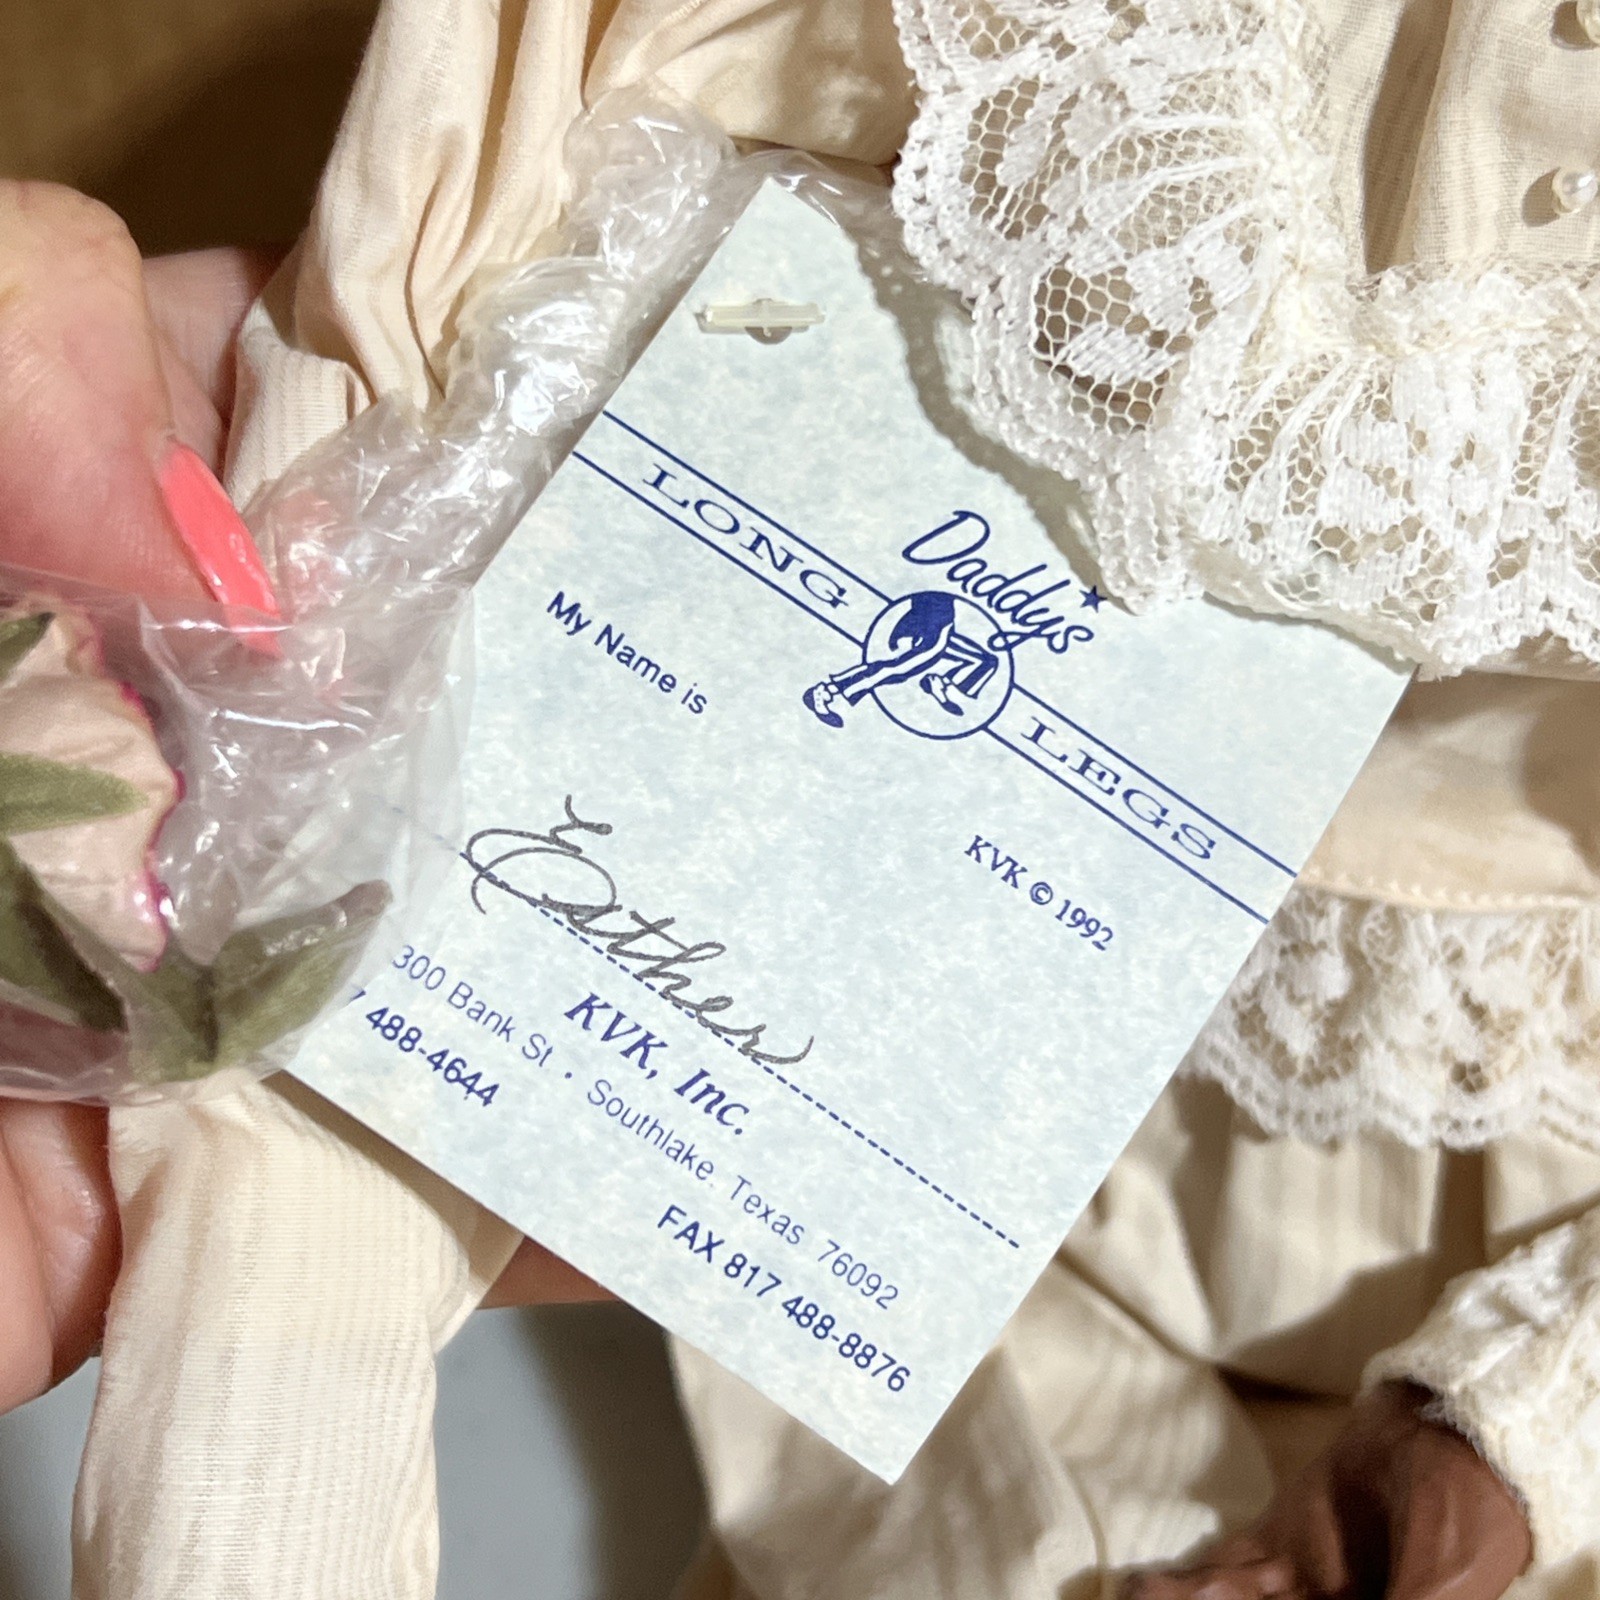 Daddy's
LONG LEGS
My Name is
KVK © 1992
Esther
KVK, Inc.
300 Bank St • Southlake, Texas 76092
488-4644 FAX 817 488-8876